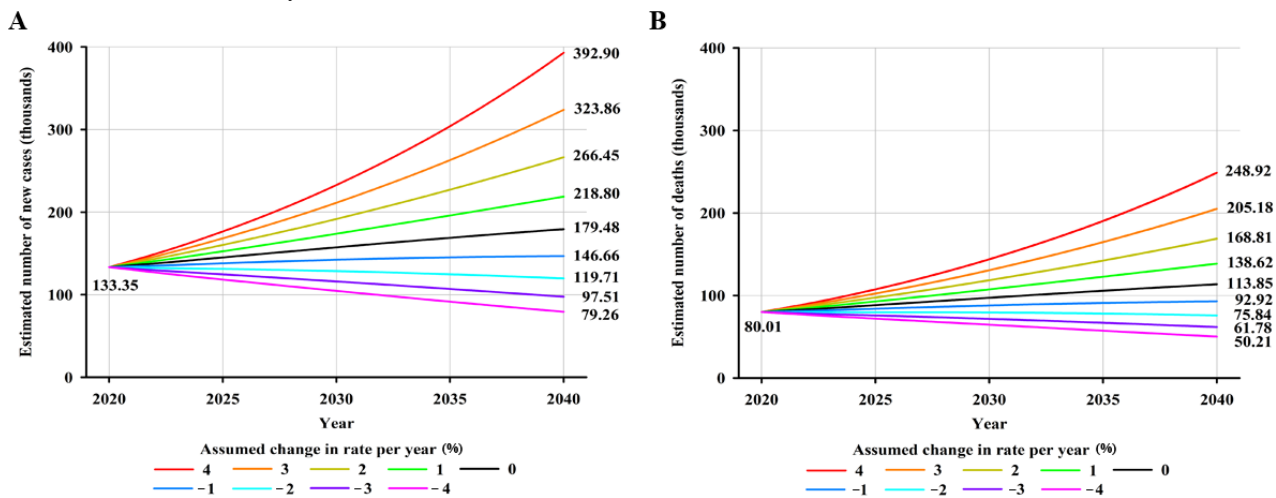 A
Estimated number of new cases (thousands)
400
300
200
100
0
133.35
392.90
323.86
266.45
218.80
179.48
146.66
119.71
97.51
79.26
2020 2025 2030 2035 2040
Year
Assumed change in rate per year (%)
4 3 2 1 0
−1 −2 −3 −4
B
Estimated number of deaths (thousands)
400
300
200
100
0
80.01
248.92
205.18
168.81
138.62
113.85
92.92
75.84
61.78
50.21
2020 2025 2030 2035 2040
Year
Assumed change in rate per year (%)
4 3 2 1 0
−1 −2 −3 −4